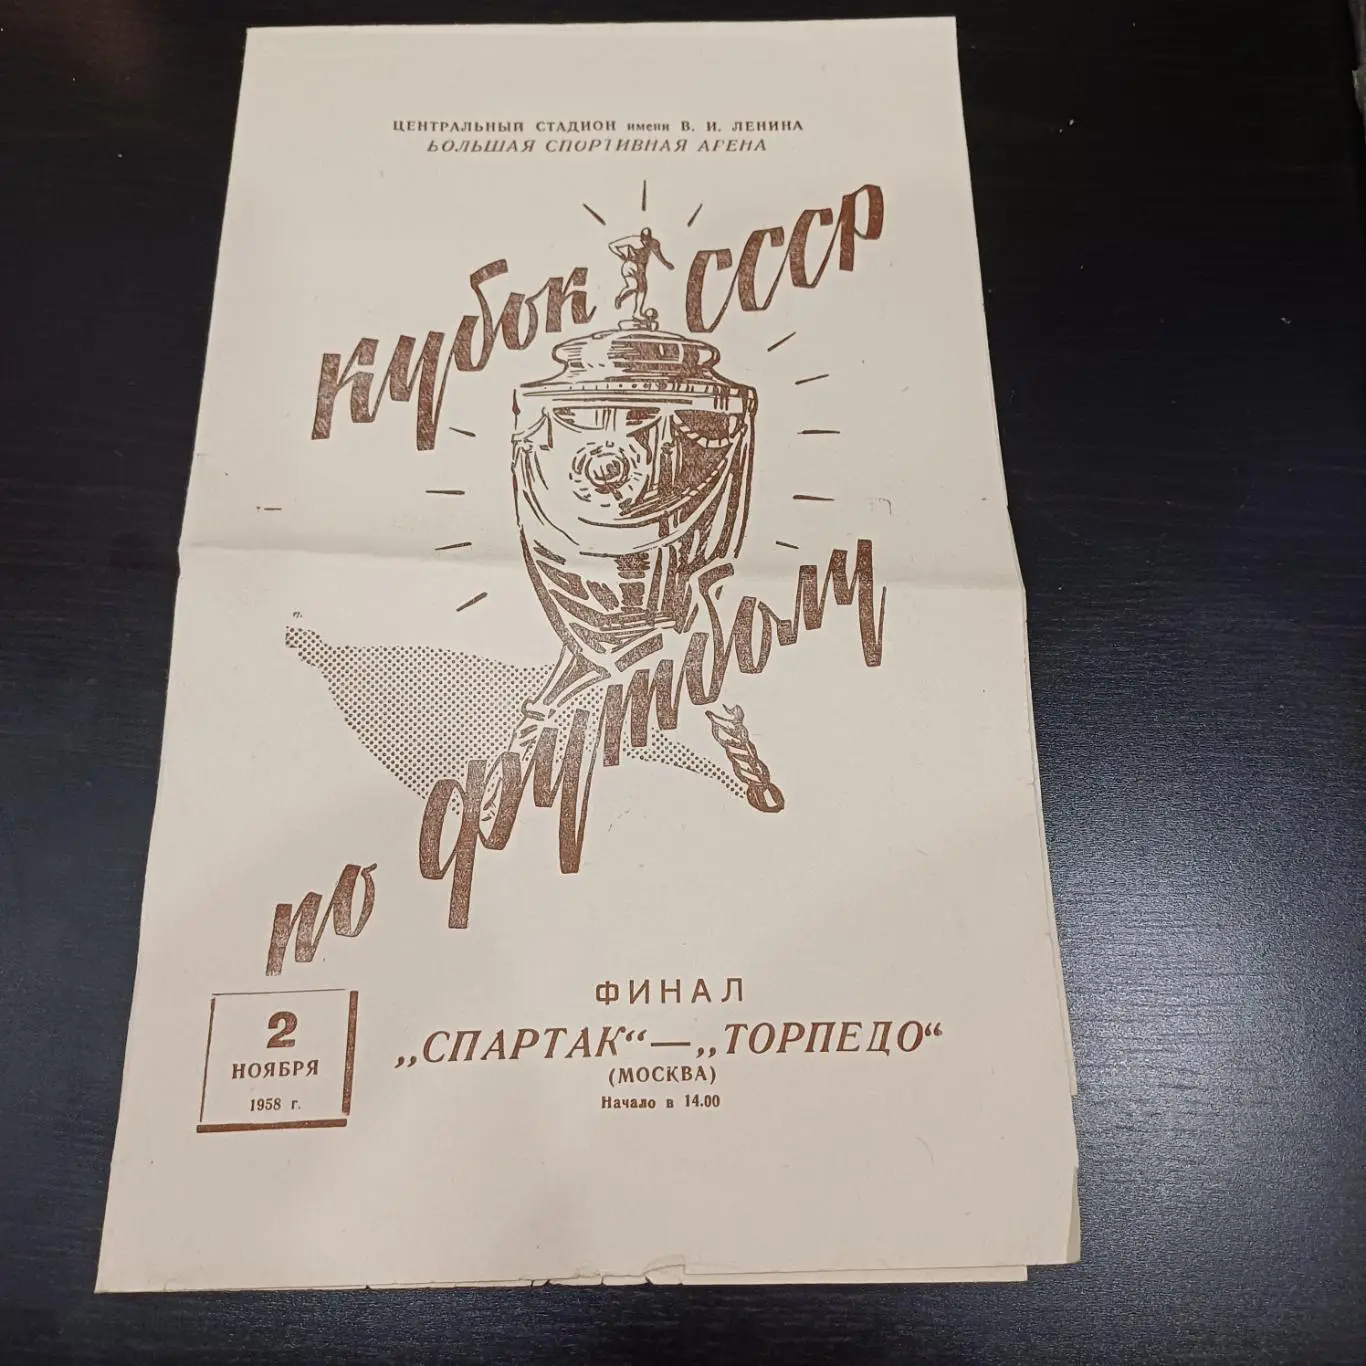 ЦЕНТРАЛЬНЫЙ СТАДИОН имени В. И. ЛЕНИНА
БОЛЬШАЯ СПОРТИВНАЯ АРЕНА
Кубок СССР
по футболу
2
НОЯБРЯ
1958 г.
ФИНАЛ
„СПАРТАК“ — „ТОРПЕДО“
(МОСКВА)
Начало в 14.00